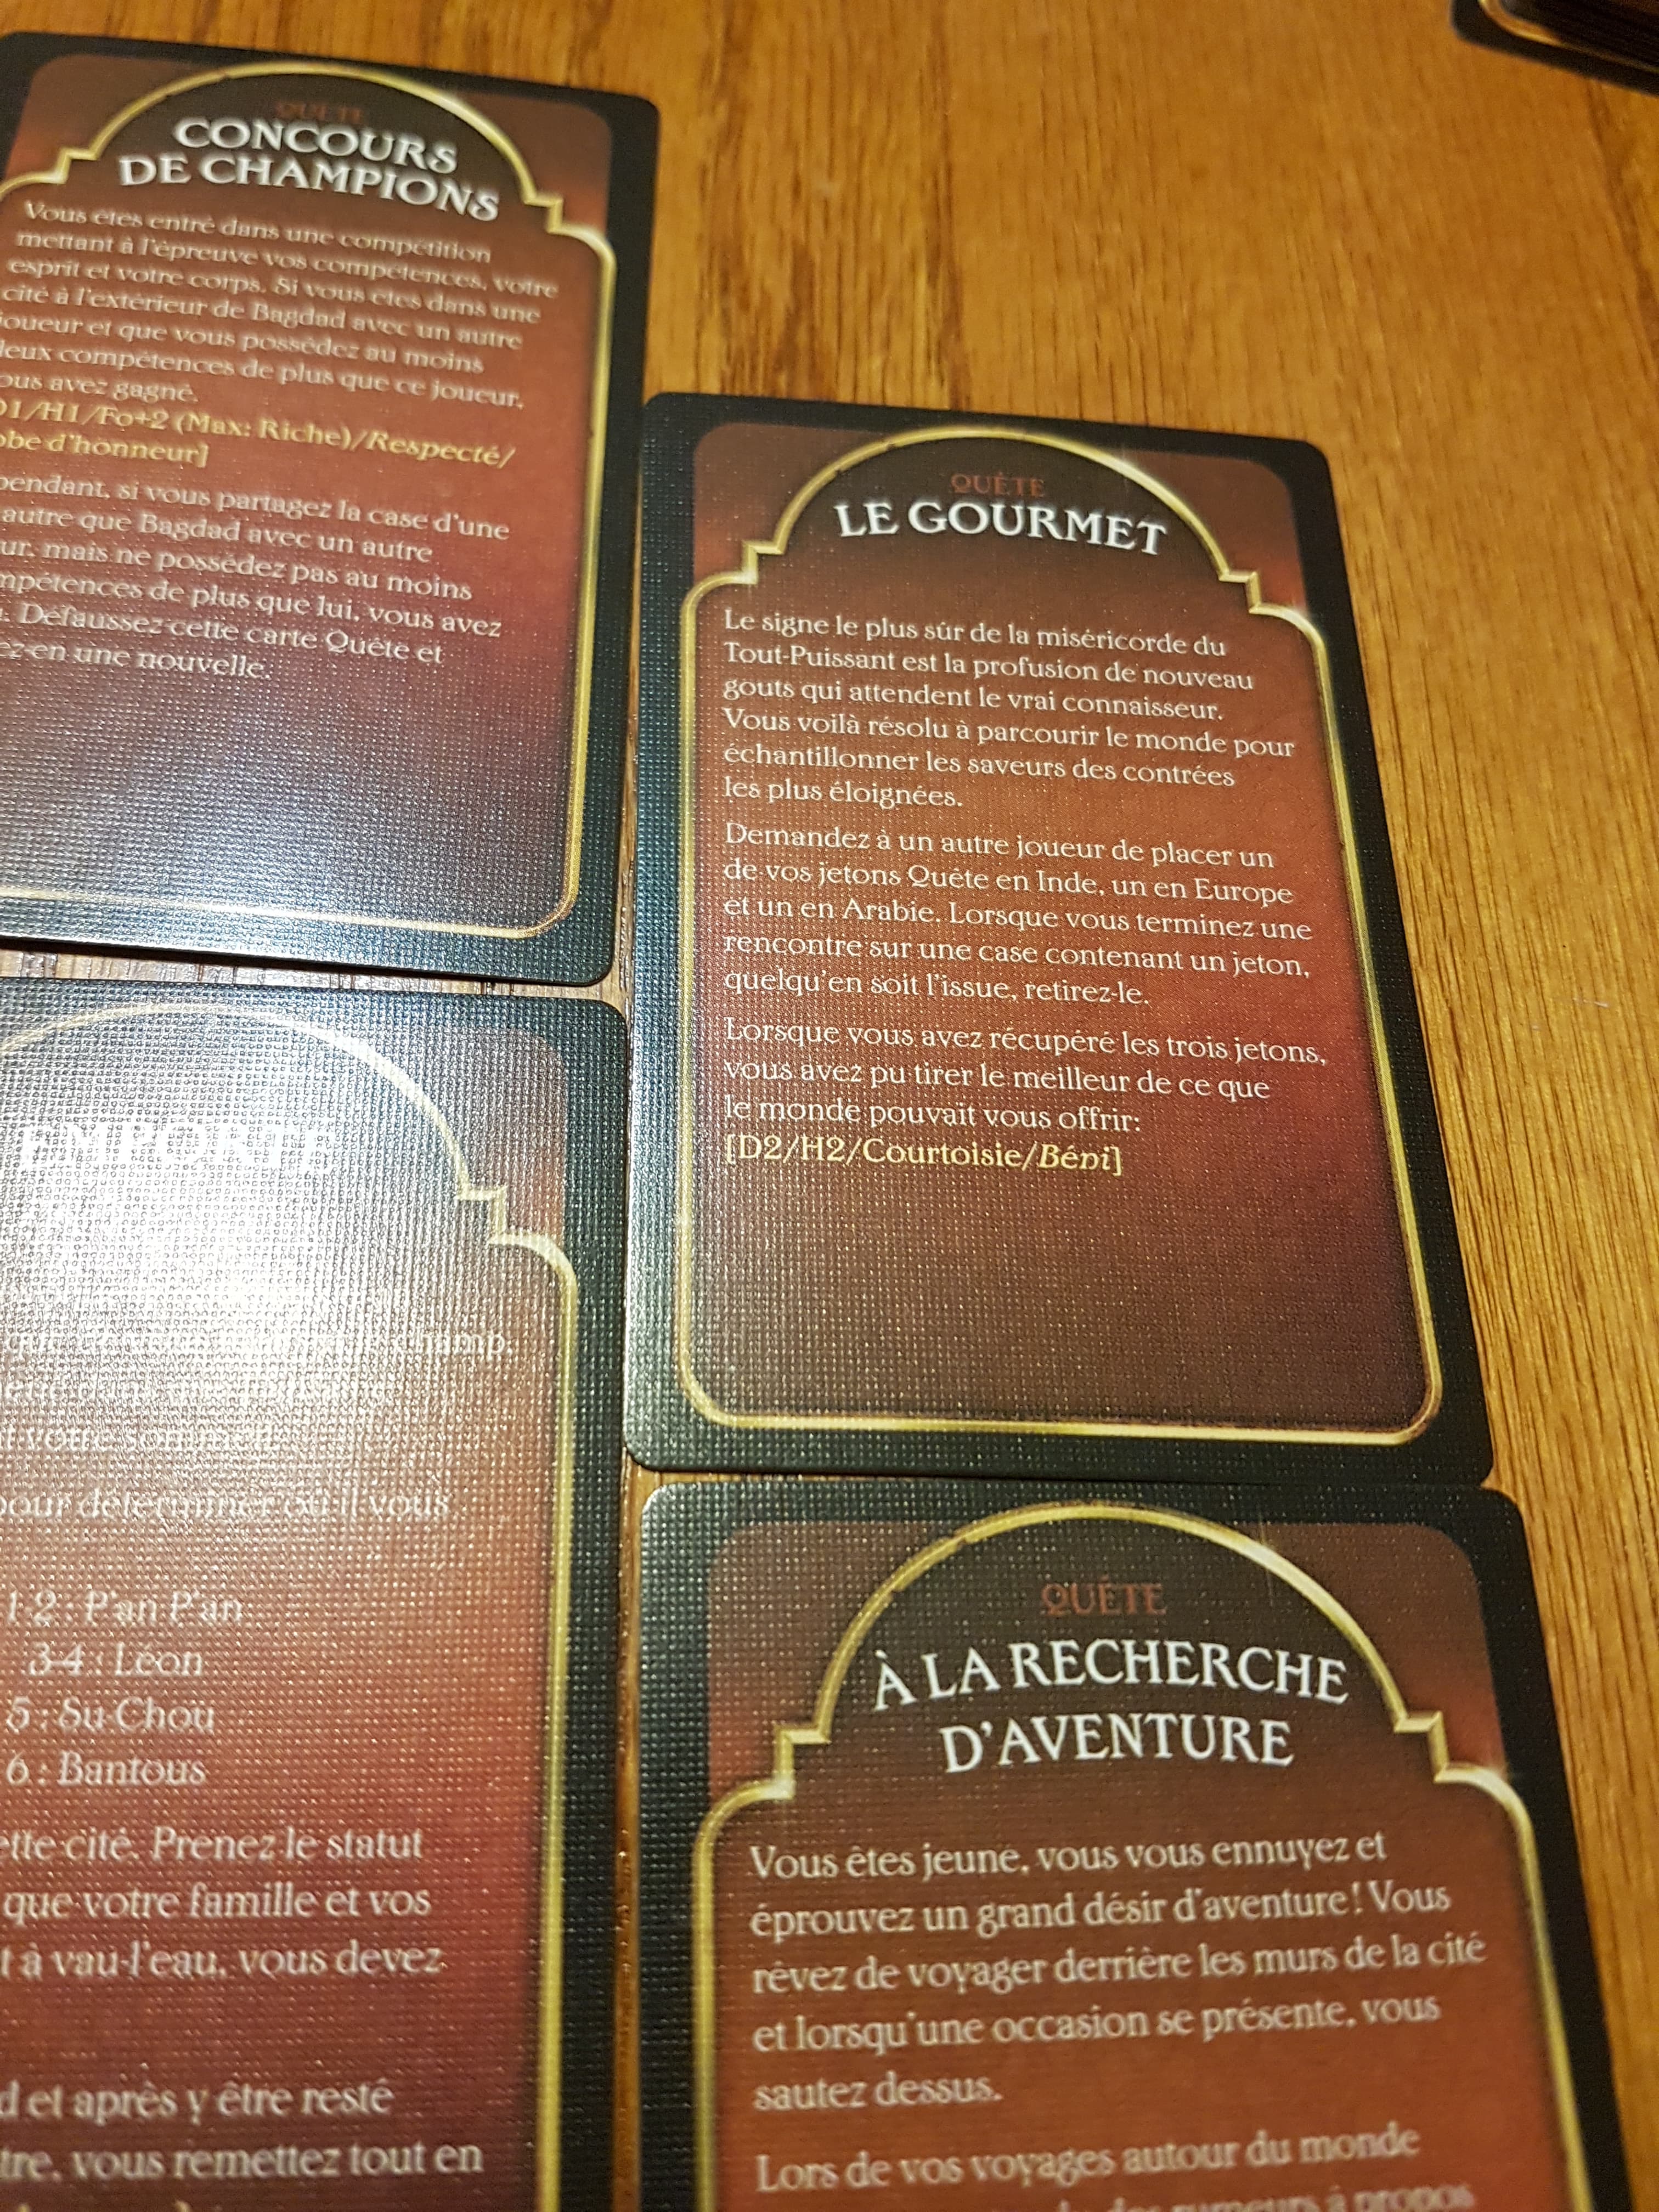 QUÊTE
CONCOURS
DE CHAMPIONS
Vous êtes entré dans une compétition
mettant à l'épreuve vos compétences, votre
esprit et votre corps. Si vous êtes dans une
cité à l'extérieur de Bagdad avec un autre
joueur et que vous possédez au moins
deux compétences de plus que ce joueur,
vous avez gagné.
D1/H1/Fo+2 (Max: Riche)/Respecté/
obe d'honneur]
pendant, si vous partagez la case d'une
autre que Bagdad avec un autre
ur, mais ne possédez pas au moins
mpétences de plus que lui, vous avez
. Défaussez cette carte Quête et
ez-en une nouvelle.
QUÊTE
LE GOURMET
Le signe le plus sûr de la miséricorde du
Tout-Puissant est la profusion de nouveau
gouts qui attendent le vrai connaisseur.
Vous voilà résolu à parcourir le monde pour
échantillonner les saveurs des contrées
les plus éloignées.
Demandez à un autre joueur de placer un
de vos jetons Quête en Inde, un en Europe
et un en Arabie. Lorsque vous terminez une
rencontre sur une case contenant un jeton,
quelqu'en soit l'issue, retirez-le.
Lorsque vous avez récupéré les trois jetons,
vous avez pu tirer le meilleur de ce que
le monde pouvait vous offrir:
[D2/H2/Courtoisie/Béni]
votre
pour déterminer où il vous
1-2 : P'an P'an
3-4 : Léon
5 : Su Chou
6 : Bantous
ette cité. Prenez le statut
que votre famille et vos
t à vau-l'eau, vous devez
d et après y être resté
tre, vous remettez tout en
QUÊTE
À LA RECHERCHE
D'AVENTURE
Vous êtes jeune, vous vous ennuyez et
éprouvez un grand désir d'aventure! Vous
rêvez de voyager derrière les murs de la cité
et lorsqu'une occasion se présente, vous
sautez dessus.
Lors de vos voyages autour du monde
des rumeurs à propos